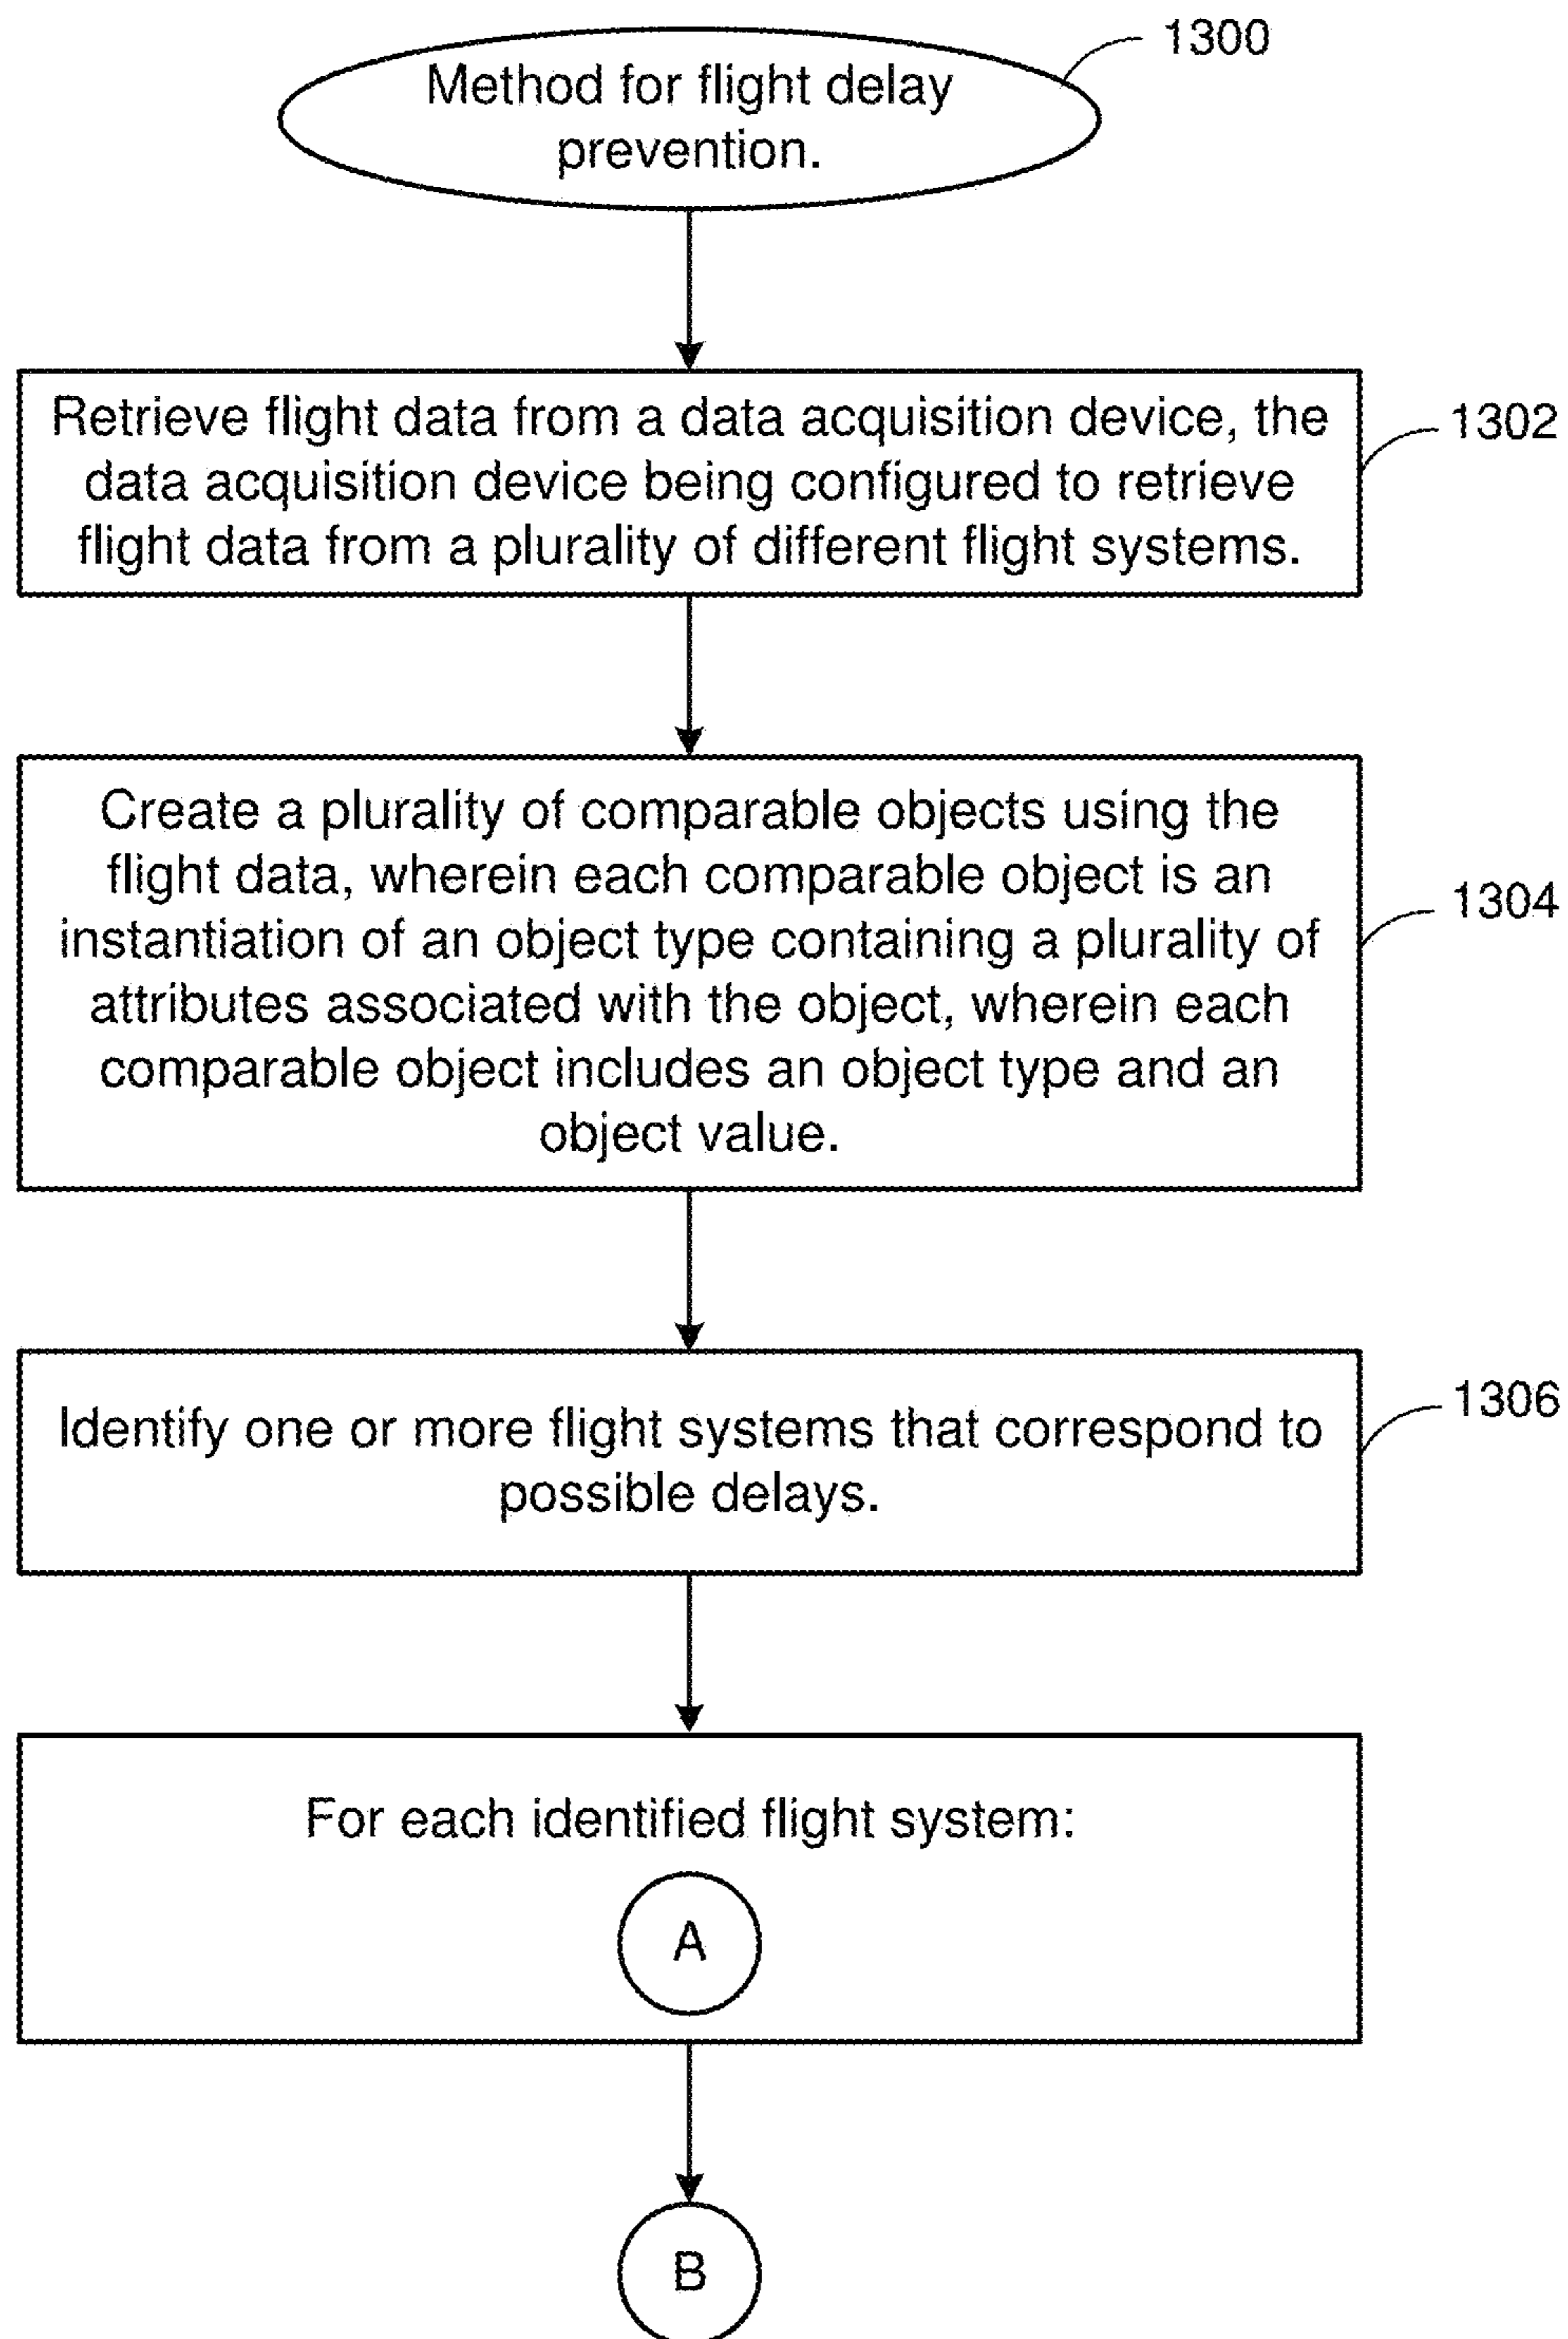 1300
Method for flight delay
prevention.
Retrieve flight data from a data acquisition device, the
data acquisition device being configured to retrieve
flight data from a plurality of different flight systems.
1302
Create a plurality of comparable objects using the
flight data, wherein each comparable object is an
instantiation of an object type containing a plurality of
attributes associated with the object, wherein each
comparable object includes an object type and an
object value.
1304
Identify one or more flight systems that correspond to
possible delays.
1306
For each identified flight system:
A
B